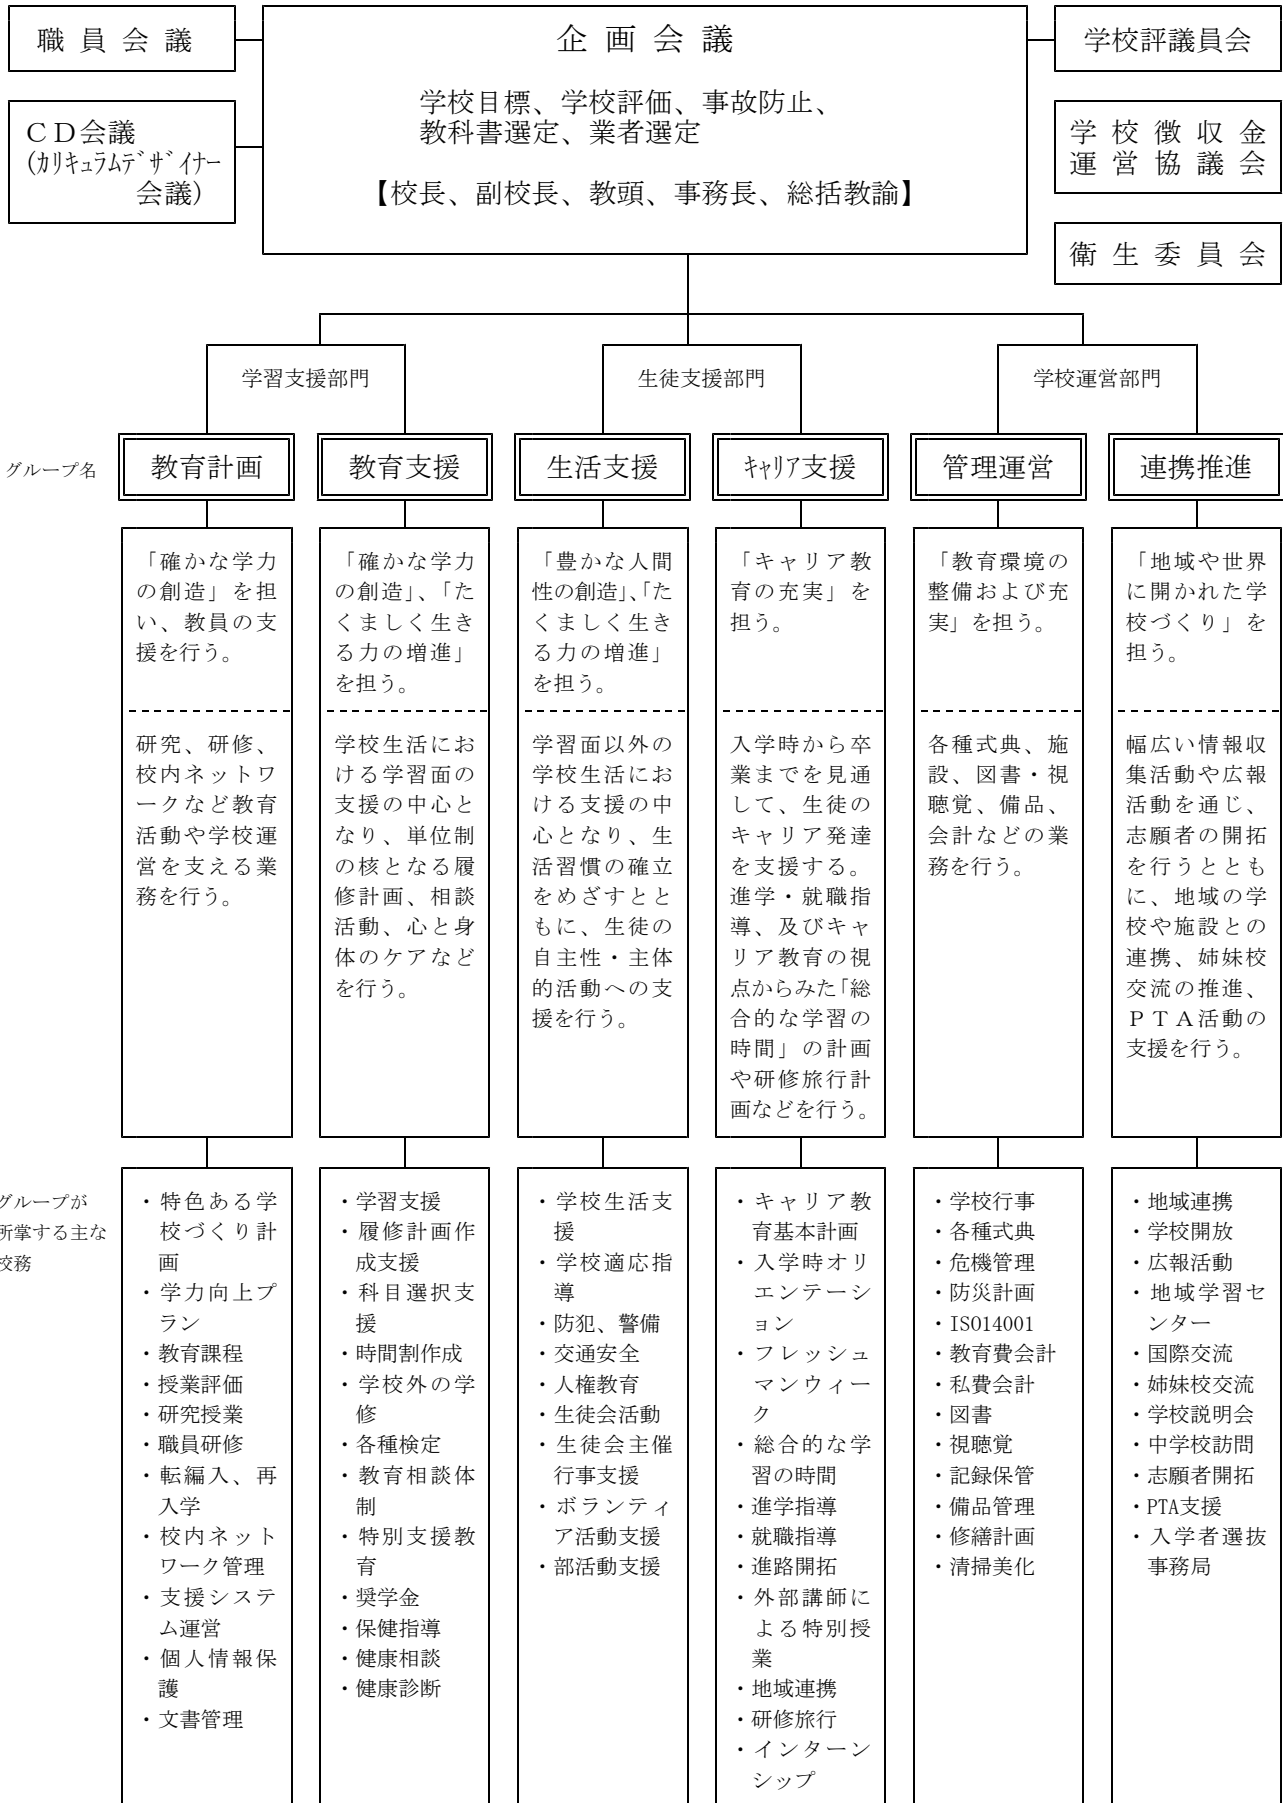 職員会議
企画会議
学校評議員会
学校目標、学校評価、事故防止、
教科書選定、業者選定
【校長、副校長、教頭、事務長、総括教諭】
ＣＤ会議
(ｶﾘｷｭﾗﾑﾃﾞｻﾞｲﾅｰ
会議)
学校徴収金
運営協議会
衛生委員会
学習支援部門
生徒支援部門
学校運営部門
グループ名
教育計画
教育支援
生活支援
ｷｬﾘｱ支援
管理運営
連携推進
「確かな学力
の創造」を担
い、教員の支
援を行う。
研究、研修、
校内ネットワ
ークなど教育
活動や学校運
営を支える業
務を行う。
「確かな学力
の創造」、「た
くましく生き
る力の増進」
を担う。
学校生活にお
ける学習面の
支援の中心と
なり、単位制
の核となる履
修計画、相談
活動、心と身
体のケアなど
を行う。
「豊かな人間
性の創造」、「た
くましく生き
る力の増進」
を担う。
学習面以外の
学校生活にお
ける支援の中
心となり、生
活習慣の確立
をめざすとと
もに、生徒の
自主性・主体
的活動への支
援を行う。
「キャリア教
育の充実」を
担う。
入学時から卒
業までを見通
して、生徒の
キャリア発達
を支援する。
進学・就職指
導、及びキャ
リア教育の視
点からみた「総
合的な学習の
時間」の計画
や研修旅行計
画などを行う。
「教育環境の
整備および充
実」を担う。
各種式典、施
設、図書・視
聴覚、備品、
会計などの業
務を行う。
「地域や世界
に開かれた学
校づくり」を
担う。
幅広い情報収
集活動や広報
活動を通じ、
志願者の開拓
を行うととも
に、地域の学
校や施設との
連携、姉妹校
交流の推進、
ＰＴＡ活動の
支援を行う。
グループが
所掌する主な
校務
・特色ある学
校づくり計
画
・学力向上プ
ラン
・教育課程
・授業評価
・研究授業
・職員研修
・転編入、再
入学
・校内ネット
ワーク管理
・支援システ
ム運営
・個人情報保
護
・文書管理
・学習支援
・履修計画作
成支援
・科目選択支
援
・時間割作成
・学校外の学
修
・各種検定
・教育相談体
制
・特別支援教
育
・奨学金
・保健指導
・健康相談
・健康診断
・学校生活支
援
・学校適応指
導
・防犯、警備
・交通安全
・人権教育
・生徒会活動
・生徒会主催
行事支援
・ボランティ
ア活動支援
・部活動支援
・キャリア教
育基本計画
・入学時オリ
エンテーシ
ョン
・フレッシュ
マンウィー
ク
・総合的な学
習の時間
・進学指導
・就職指導
・進路開拓
・外部講師に
よる特別授
業
・地域連携
・研修旅行
・インターン
シップ
・学校行事
・各種式典
・危機管理
・防災計画
・ISO14001
・教育費会計
・私費会計
・図書
・視聴覚
・記録保管
・備品管理
・修繕計画
・清掃美化
・地域連携
・学校開放
・広報活動
・地域学習セ
ンター
・国際交流
・姉妹校交流
・学校説明会
・中学校訪問
・志願者開拓
・PTA支援
・入学者選抜
事務局